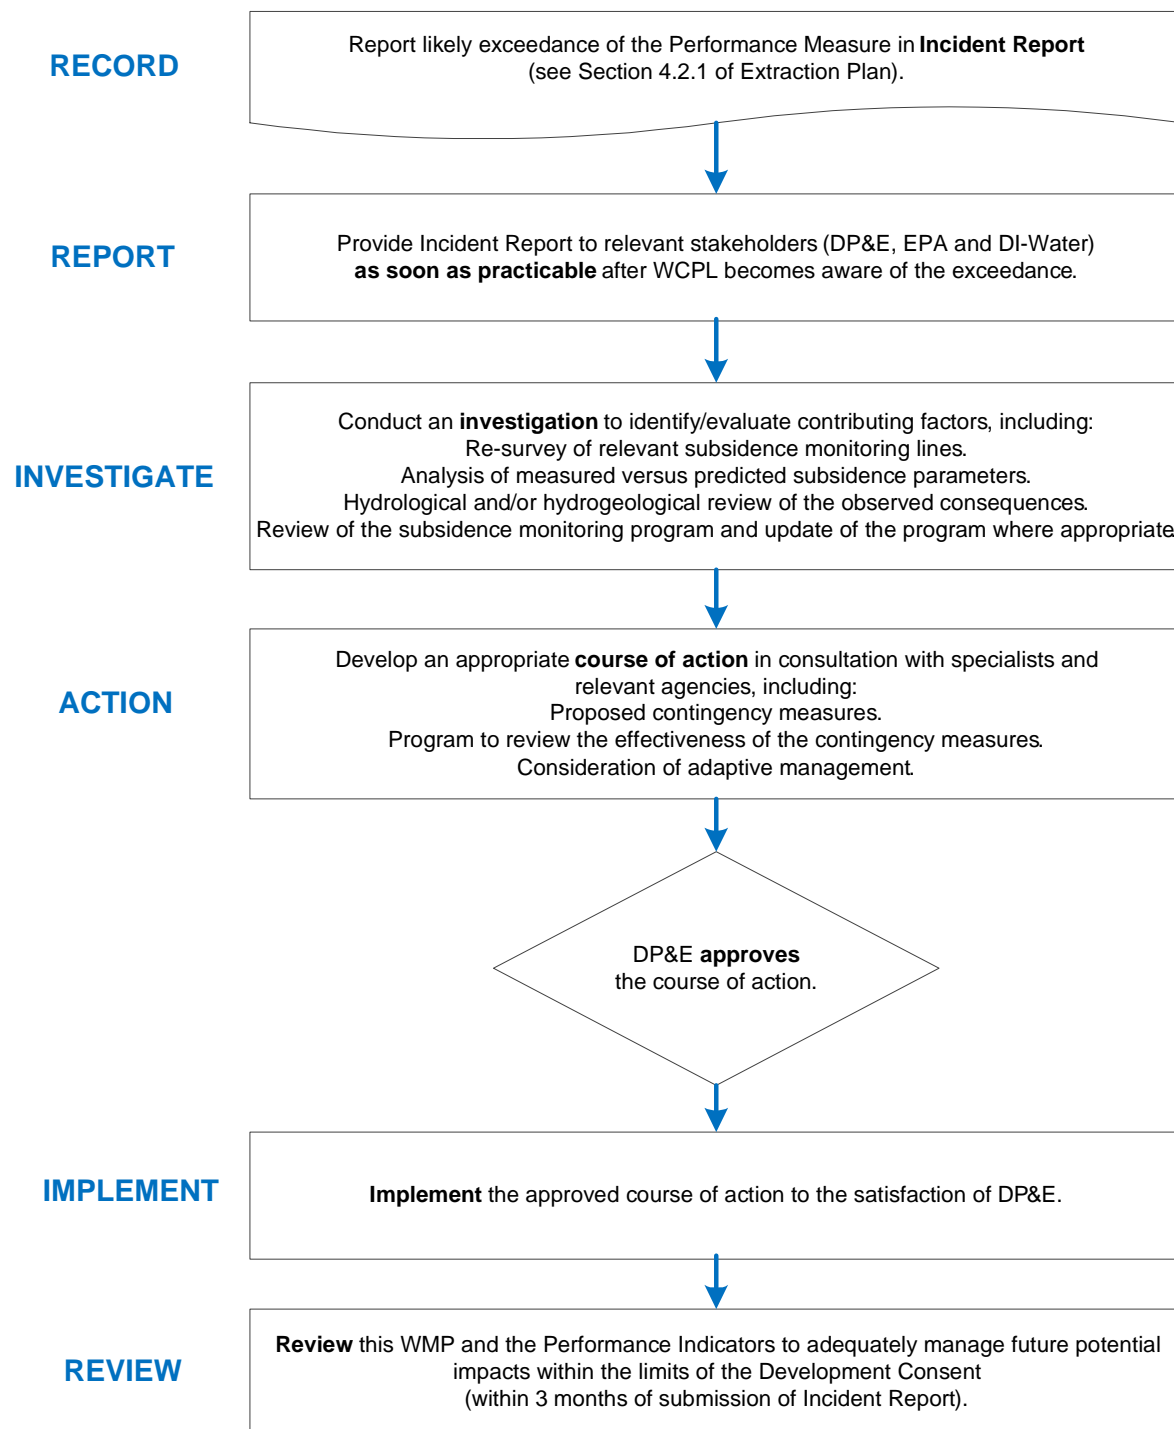 RECORD
Report likely exceedance of the Performance Measure in Incident Report
(see Section 4.2.1 of Extraction Plan).
REPORT
Provide Incident Report to relevant stakeholders (DP&E, EPA and DI-Water)
as soon as practicable after WCPL becomes aware of the exceedance.
INVESTIGATE
Conduct an investigation to identify/evaluate contributing factors, including:
Re-survey of relevant subsidence monitoring lines.
Analysis of measured versus predicted subsidence parameters.
Hydrological and/or hydrogeological review of the observed consequences.
Review of the subsidence monitoring program and update of the program where appropriate.
ACTION
Develop an appropriate course of action in consultation with specialists and
relevant agencies, including:
Proposed contingency measures.
Program to review the effectiveness of the contingency measures.
Consideration of adaptive management.
DP&E approves
the course of action.
IMPLEMENT
Implement the approved course of action to the satisfaction of DP&E.
REVIEW
Review this WMP and the Performance Indicators to adequately manage future potential
impacts within the limits of the Development Consent
(within 3 months of submission of Incident Report).